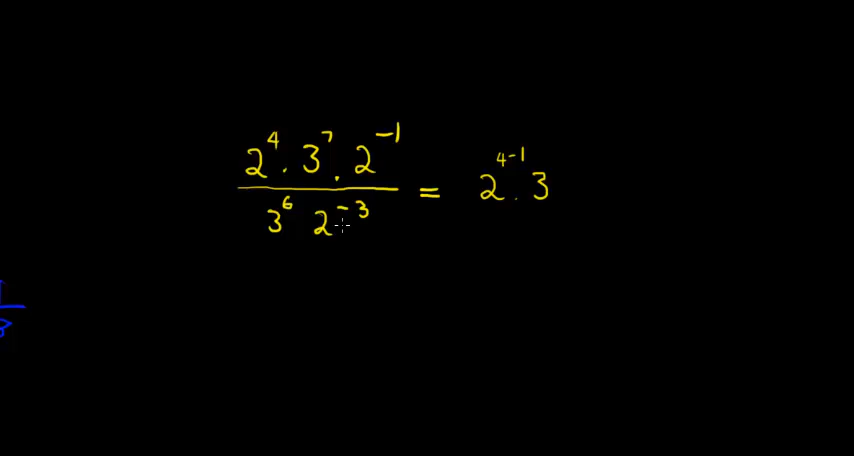 2⁴ · 3⁷ · 2⁻¹
3⁶ 2⁻³
= 2⁴⁻¹ · 3